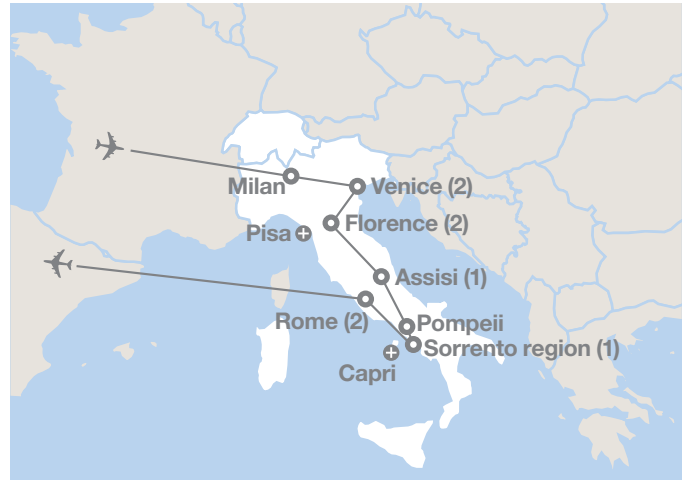 Milan
Venice (2)
Florence (2)
Pisa
Assisi (1)
Rome (2)
Pompeii
Sorrento region (1)
Capri